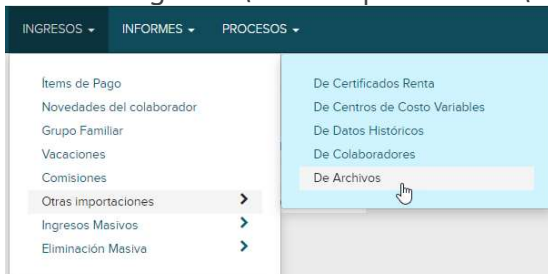 INGRESOS INFORMES PROCESOS
Ítems de Pago
Novedades del colaborador
Grupo Familiar
Vacaciones
Comisiones
Otras importaciones
Ingresos Masivos
Eliminación Masiva
De Certificados Renta
De Centros de Costo Variables
De Datos Históricos
De Colaboradores
De Archivos